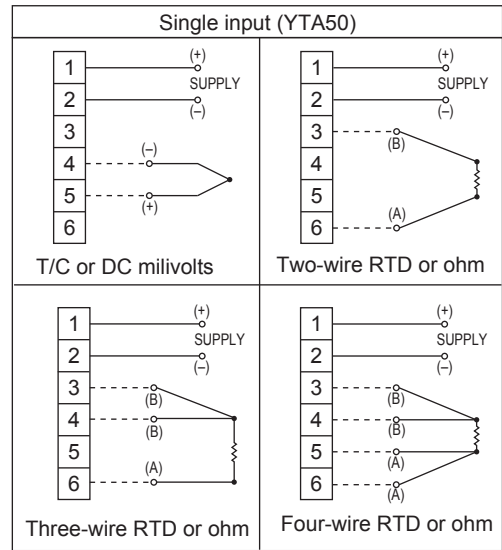 Single input (YTA50)
1
2
3
4
5
6
(+)
SUPPLY
(–)
(–)
(+)
T/C or DC milivolts
1
2
3
4
5
6
(+)
SUPPLY
(–)
(B)
(A)
Two-wire RTD or ohm
1
2
3
4
5
6
(+)
SUPPLY
(–)
(B)
(B)
(A)
Three-wire RTD or ohm
1
2
3
4
5
6
(+)
SUPPLY
(–)
(B)
(B)
(A)
(A)
Four-wire RTD or ohm